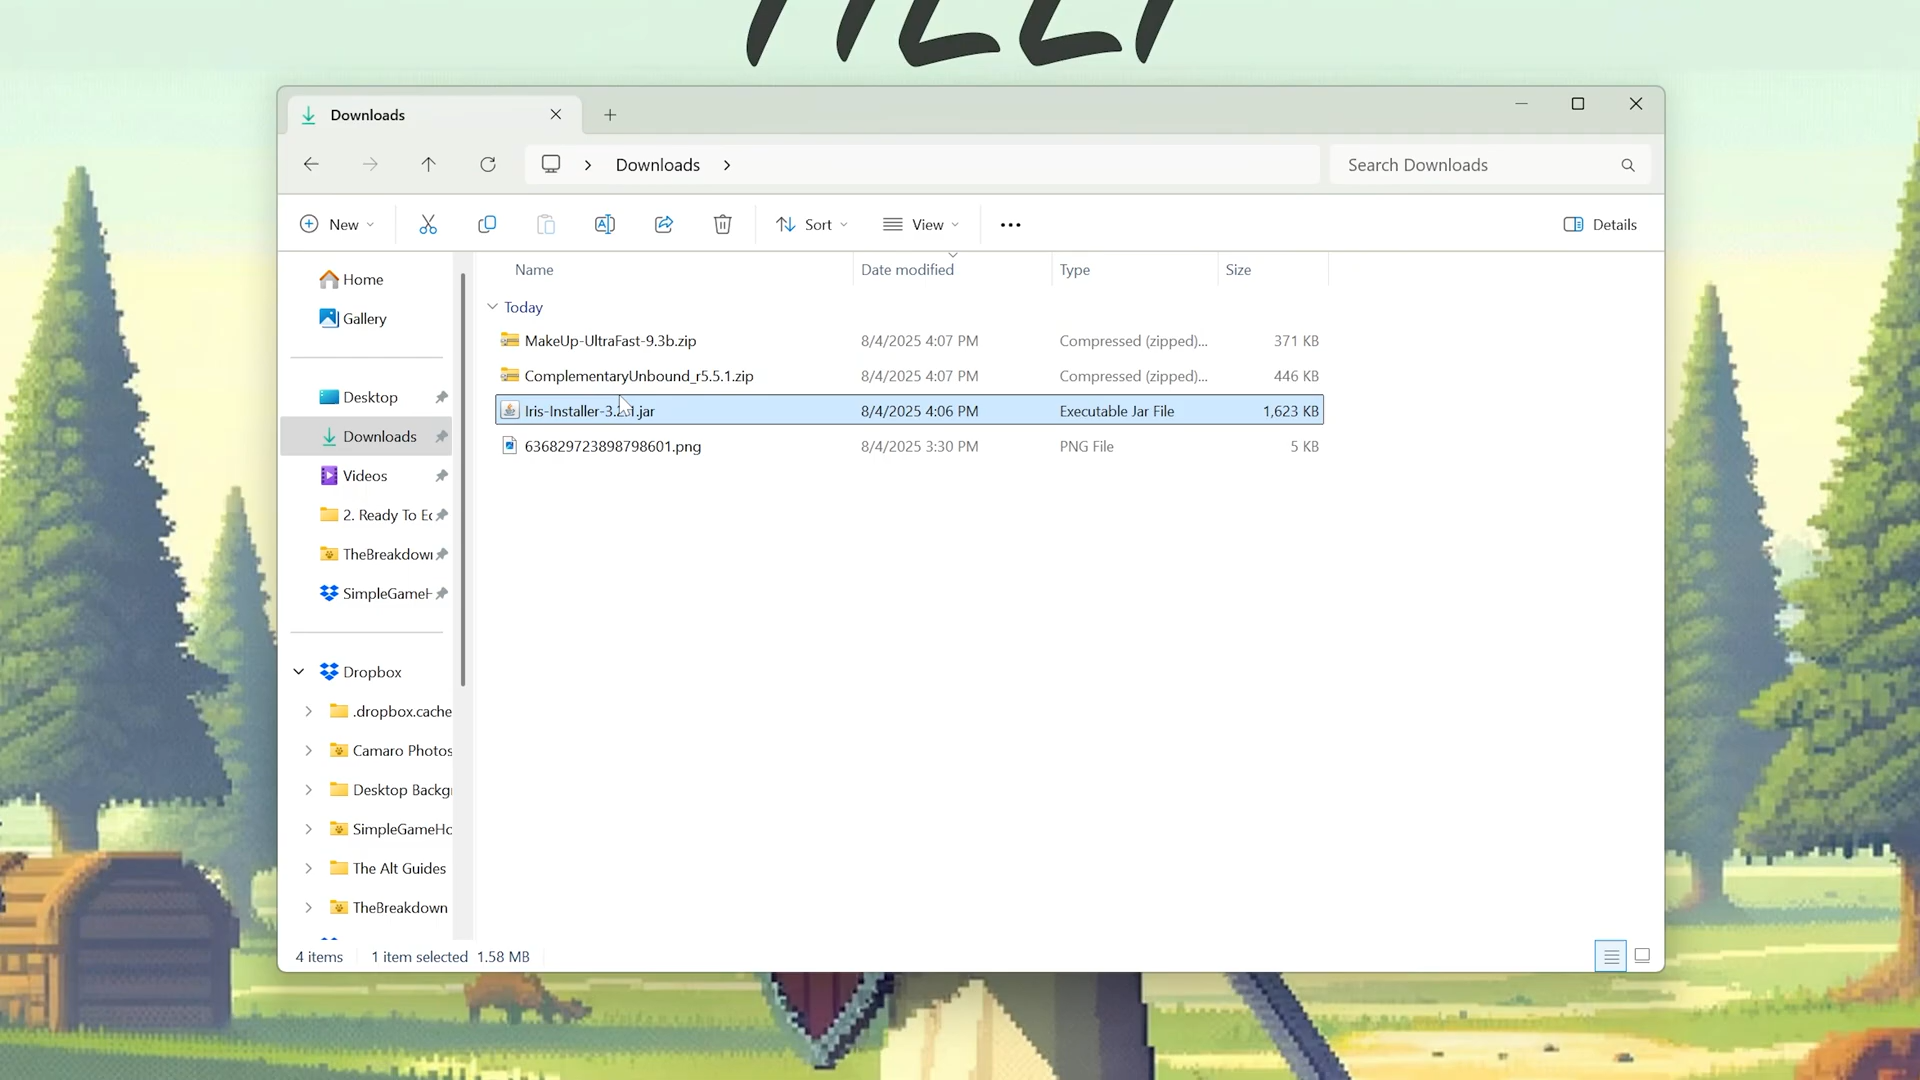 Downloads
Downloads
Search Downloads
New
Sort
View
Details
Home
Gallery
Desktop
Downloads
Videos
2. Ready To Ec
TheBreakdow
SimpleGameH
Dropbox
.dropbox.cache
Camaro Photos
Desktop Backg
SimpleGameHo
The Alt Guides
TheBreakdown
Name Date modified Type Size
Today
MakeUp-UltraFast-9.3b.zip 8/4/2025 4:07 PM Compressed (zipped)... 371 KB
ComplementaryUnbound_r5.5.1.zip 8/4/2025 4:07 PM Compressed (zipped)... 446 KB
8/4/2025 4:06 PM Executable Jar File 1,623 KB
636829723898798601.png 8/4/2025 3:30 PM PNG File 5 KB
4 items 1 item selected 1.58 MB